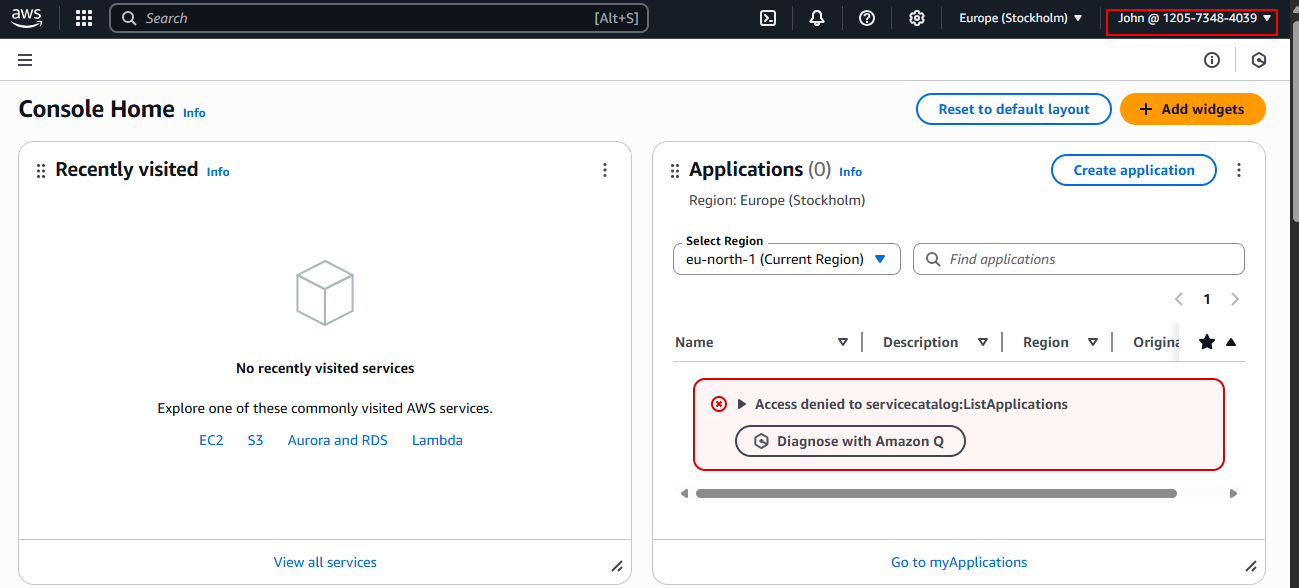 aws
Search [Alt+S] Europe (Stockholm) John @ 1205-7348-4039
Console Home Info
Reset to default layout
Add widgets
Recently visited Info
No recently visited services
Explore one of these commonly visited AWS services.
EC2 S3 Aurora and RDS Lambda
View all services
Applications (0) Info
Create application
Region: Europe (Stockholm)
Select Region
eu-north-1 (Current Region)
Find applications
1
Name Description Region Origina
Access denied to servicecatalog:ListApplications
Diagnose with Amazon Q
Go to myApplications